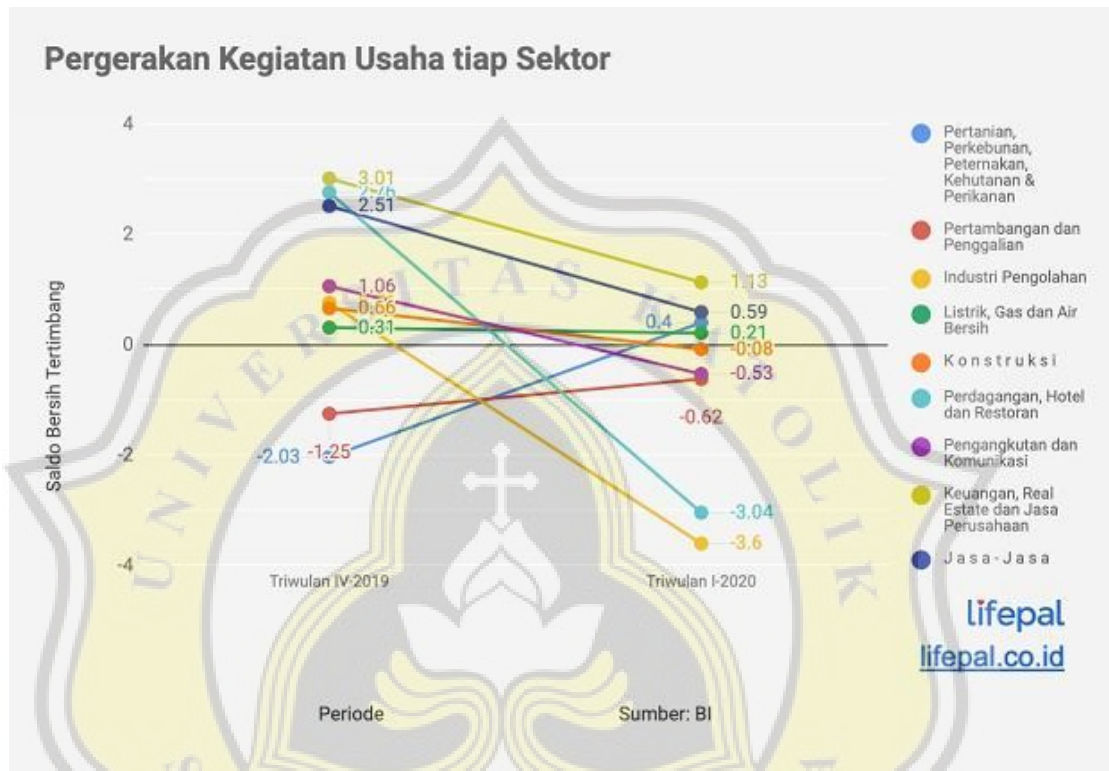 Pergerakan Kegiatan Usaha tiap Sektor
Saldo Bersih Tertimbang
4
2
0
-2
-4
3.01
2.76
2.51
1.06
0.66
0.31
-2.03
-1.25
1.13
0.59
0.4
0.21
-0.08
-0.53
-0.62
-3.04
-3.6
Triwulan IV-2019
Triwulan I-2020
Periode
Sumber: BI
Pertanian,
Perkebunan,
Peternakan,
Kehutanan &
Perikanan
Pertambangan dan
Penggalian
Industri Pengolahan
Listrik, Gas dan Air
Bersih
Konstruksi
Perdagangan, Hotel
dan Restoran
Pengangkutan dan
Komunikasi
Keuangan, Real
Estate dan Jasa
Perusahaan
Jasa-Jasa
lifepal
lifepal.co.id
UNIVERSITAS